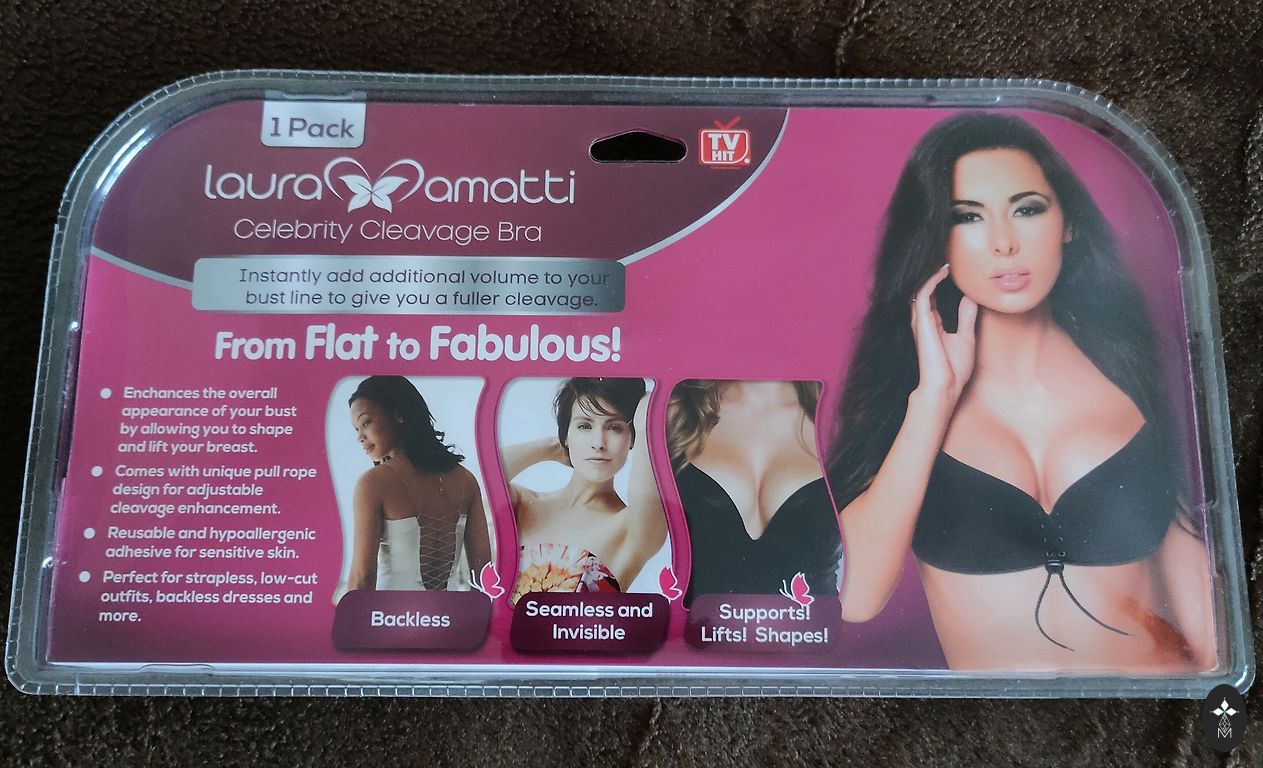 1 Pack
TV
HIT
laura amatti
Celebrity Cleavage Bra
Instantly add additional volume to your
bust line to give you a fuller cleavage.
From Flat to Fabulous!
Enchances the overall
appearance of your bust
by allowing you to shape
and lift your breast.
Comes with unique pull rope
design for adjustable
cleavage enhancement.
Reusable and hypoallergenic
adhesive for sensitive skin.
Perfect for strapless, low-cut
outfits, backless dresses and
more.
Backless
Seamless and
Invisible
Supports!
Lifts! Shapes!
M